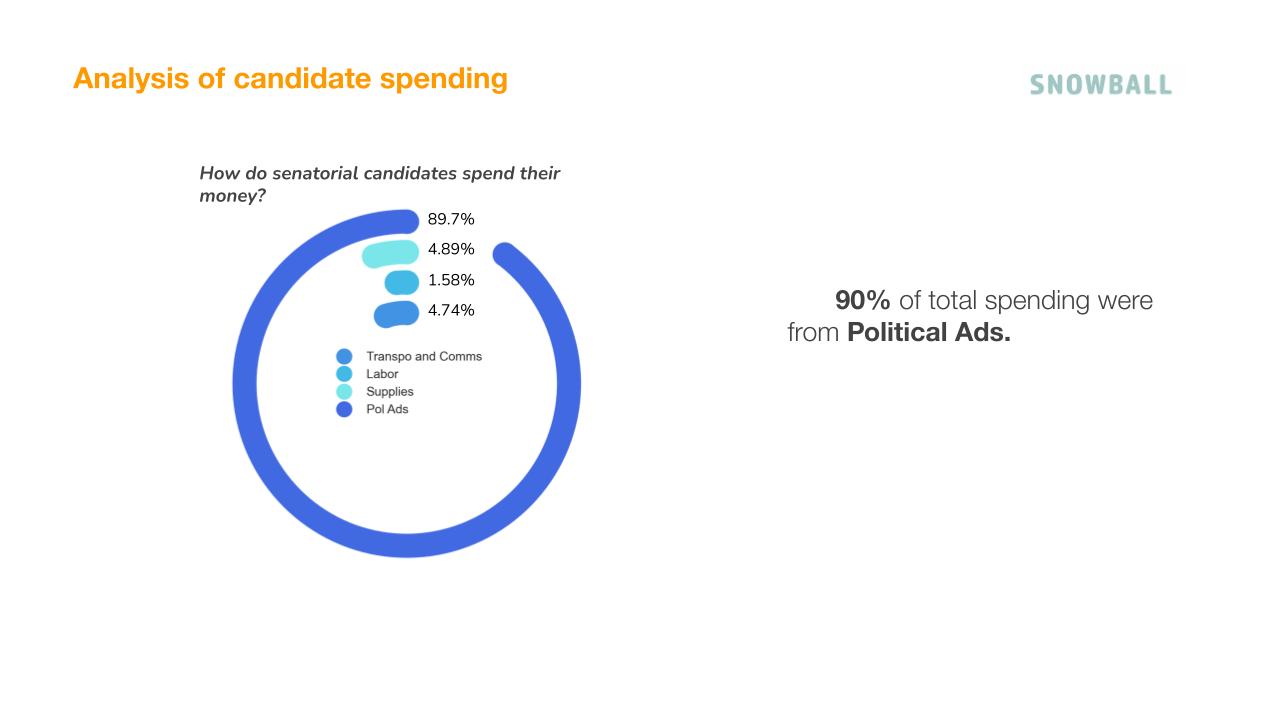 Analysis of candidate spending
SNOWBALL
How do senatorial candidates spend their
money?
89.7%
4.89%
1.58%
4.74%
Transpo and Comms
Labor
Supplies
Pol Ads
90% of total spending were
from Political Ads.